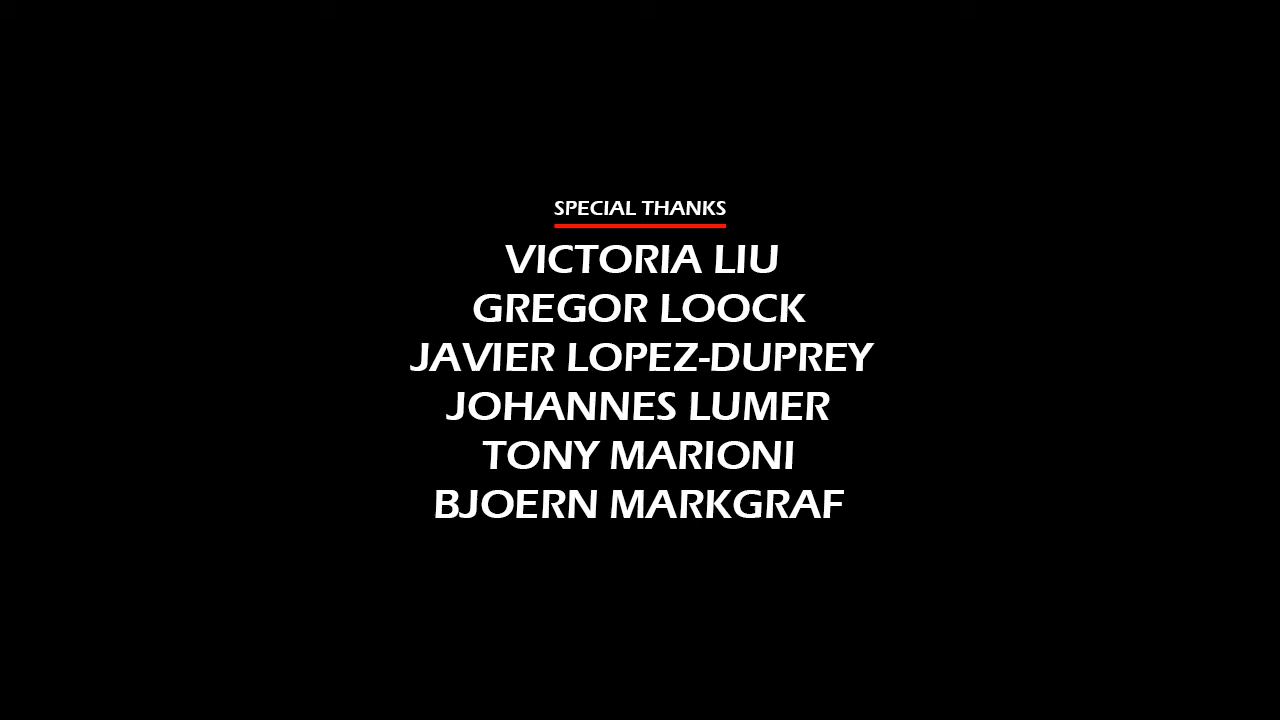 SPECIAL THANKS
VICTORIA LIU
GREGOR LOOCK
JAVIER LOPEZ-DUPREY
JOHANNES LUMER
TONY MARIONI
BJOERN MARKGRAF